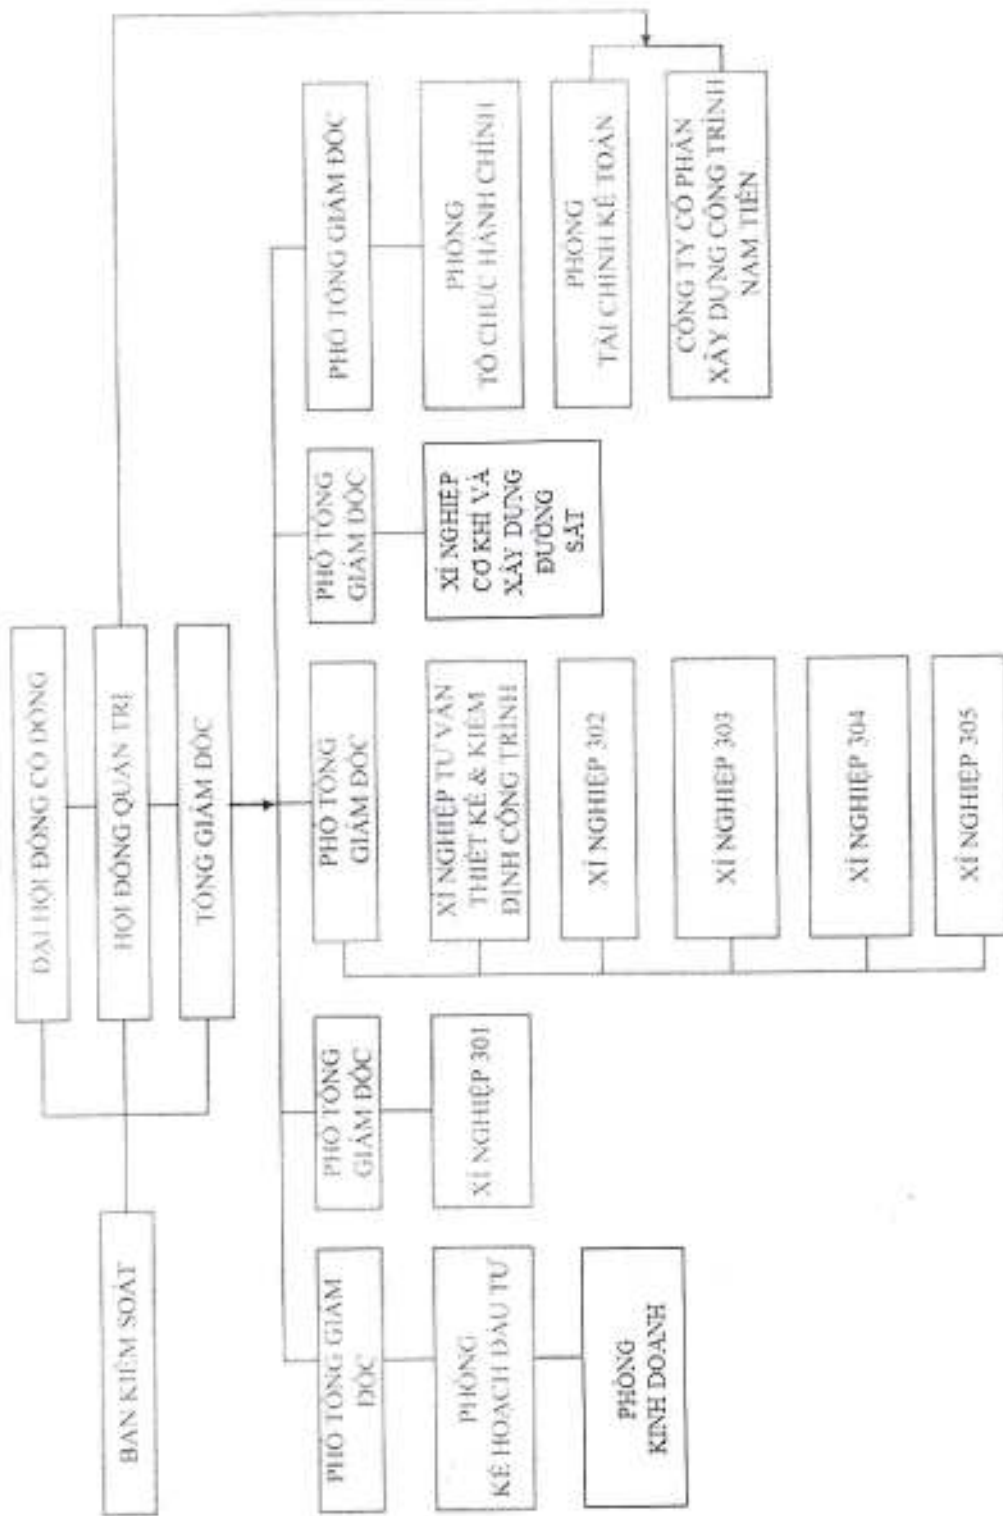 ĐẠI HỘI ĐỒNG CỔ ĐÔNG
BAN KIỂM SOÁT
HỘI ĐỒNG QUẢN TRỊ
TỔNG GIÁM ĐỐC
PHÓ TỔNG GIÁM
ĐỐC
PHÓ TỔNG
GIÁM ĐỐC
PHÓ TỔNG
GIÁM ĐỐC
PHÓ TỔNG
GIÁM ĐỐC
PHÓ TỔNG GIÁM ĐỐC
PHÒNG
KẾ HOẠCH ĐẦU TƯ
XÍ NGHIỆP 301
XÍ NGHIỆP TƯ VẤN
THIẾT KẾ & KIỂM
ĐỊNH CÔNG TRÌNH
XÍ NGHIỆP
CƠ KHÍ VÀ
XÂY DỰNG
ĐƯỜNG
SẮT
PHÒNG
TỔ CHỨC HÀNH CHÍNH
PHÒNG
KINH DOANH
XÍ NGHIỆP 302
PHÒNG
TÀI CHÍNH KẾ TOÁN
XÍ NGHIỆP 303
CÔNG TY CỔ PHẦN
XÂY DỰNG CÔNG TRÌNH
NAM TIẾN
XÍ NGHIỆP 304
XÍ NGHIỆP 305